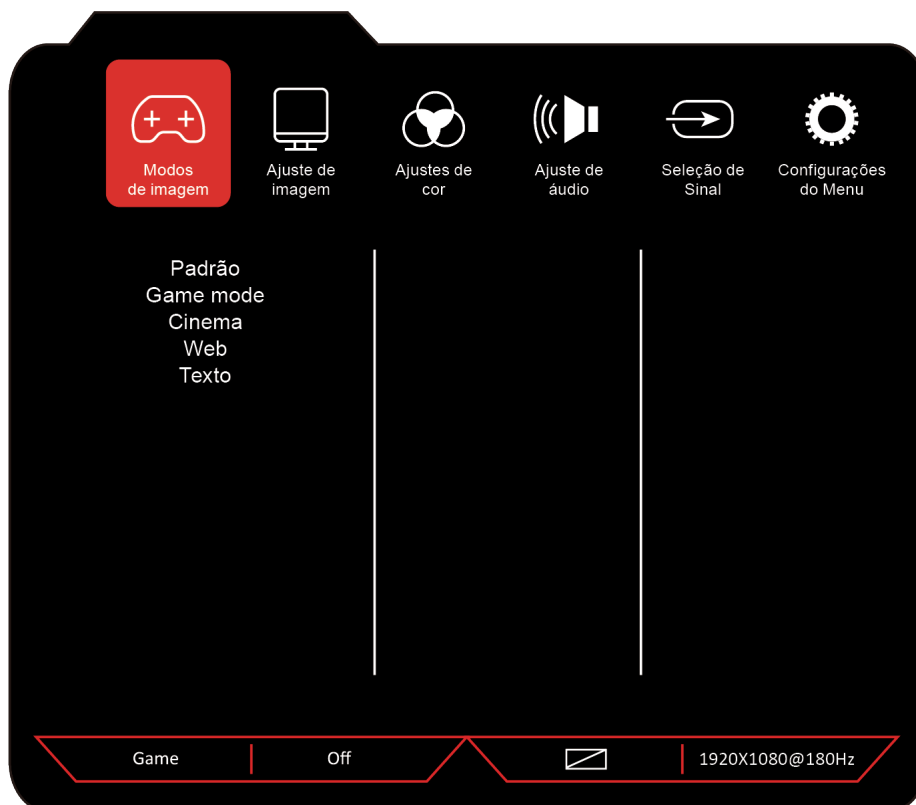 Modos
de imagem
Ajuste de
imagem
Ajustes de
cor
Ajuste de
áudio
Seleção de
Sinal
Configurações
do Menu
Padrão
Game mode
Cinema
Web
Texto
Game
Off
1920X1080@180Hz